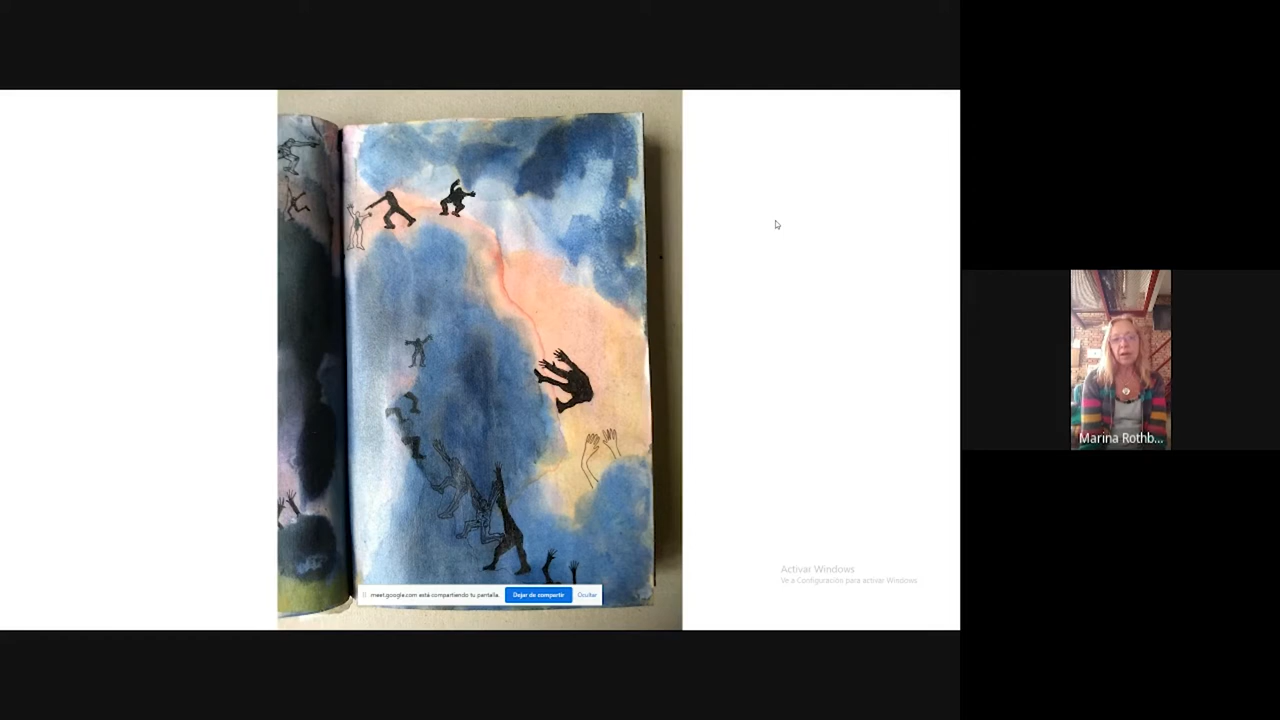 Marina Rothb...
Activar Windows
Ve a Configuración para activar Windows
meet.google.com está compartiendo tu pantalla.
Dejar de compartir
Ocultar